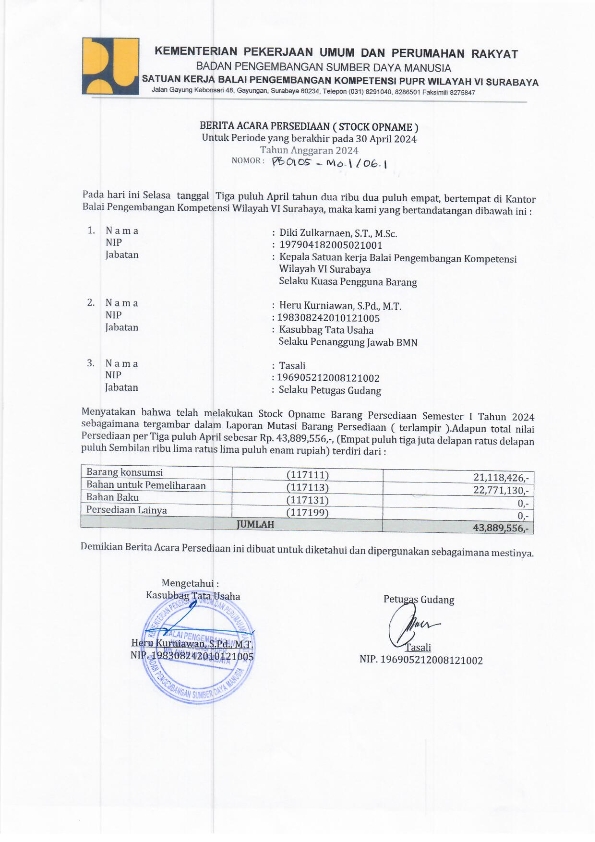 KEMENTERIAN PEKERJAAN UMUM DAN PERUMAHAN RAKYAT
BADAN PENGEMBANGAN SUMBER DAYA MANUSIA
SATUAN KERJA BALAI PENGEMBANGAN KOMPETENSI PUPR WILAYAH VI SURABAYA
Jalan Gayung Kebonsari 48, Gayungan, Surabaya 60234, Telepon (031) 8291040, 8286501 Faksimili 8275847
BERITA ACARA PERSEDIAAN ( STOCK OPNAME )
Untuk Periode yang berakhir pada 30 April 2024
Tahun Anggaran 2024
NOMOR : PB0105 - Mo.1/06.1
Pada hari ini Selasa tanggal Tiga puluh April tahun dua ribu dua puluh empat, bertempat di Kantor
Balai Pengembangan Kompetensi Wilayah VI Surabaya, maka kami yang bertandatangan dibawah ini :
1. N a m a : Diki Zulkarnaen, S.T., M.Sc.
NIP : 197904182005021001
Jabatan : Kepala Satuan kerja Balai Pengembangan Kompetensi
Wilayah VI Surabaya
Selaku Kuasa Pengguna Barang
2. N a m a : Heru Kurniawan, S.Pd., M.T.
NIP : 198308242010121005
Jabatan : Kasubbag Tata Usaha
Selaku Penanggung Jawab BMN
3. N a m a : Tasali
NIP : 196905212008121002
Jabatan : Selaku Petugas Gudang
Menyatakan bahwa telah melakukan Stock Opname Barang Persediaan Semester I Tahun 2024
sebagaimana tergambar dalam Laporan Mutasi Barang Persediaan ( terlampir ).Adapun total nilai
Persediaan per Tiga puluh April sebesar Rp. 43,889,556,-, (Empat puluh tiga juta delapan ratus delapan
puluh Sembilan ribu lima ratus lima puluh enam rupiah) terdiri dari :
Barang konsumsi (117111) 21,118,426,-
Bahan untuk Pemeliharaan (117113) 22,771,130,-
Bahan Baku (117131) 0,-
Persediaan Lainya (117199) 0,-
JUMLAH 43,889,556,-
Demikian Berita Acara Persediaan ini dibuat untuk diketahui dan dipergunakan sebagaimana mestinya.
Mengetahui :
Kasubbag Tata Usaha
Petugas Gudang
Heru Kurniawan, S.Pd., M.T.
NIP. 198308242010121005
Tasali
NIP. 196905212008121002